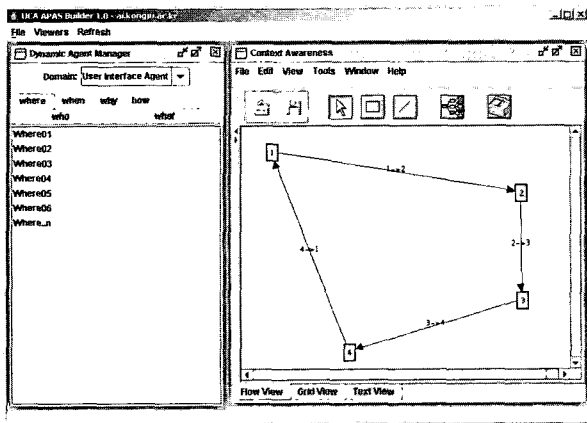 UCA APAS Builder 1.0 -
File Viewers Refresh
Dynamic Agent Manager
Domain: User Interface Agent
where when why how
who what
Where01
Where02
Where03
Where04
Where05
Where06
Where_n
Context Awareness
File Edit View Tools Window Help
1
1-->2
2
4-->1
2-->3
3
3-->4
4
Flow View Grid View Text View